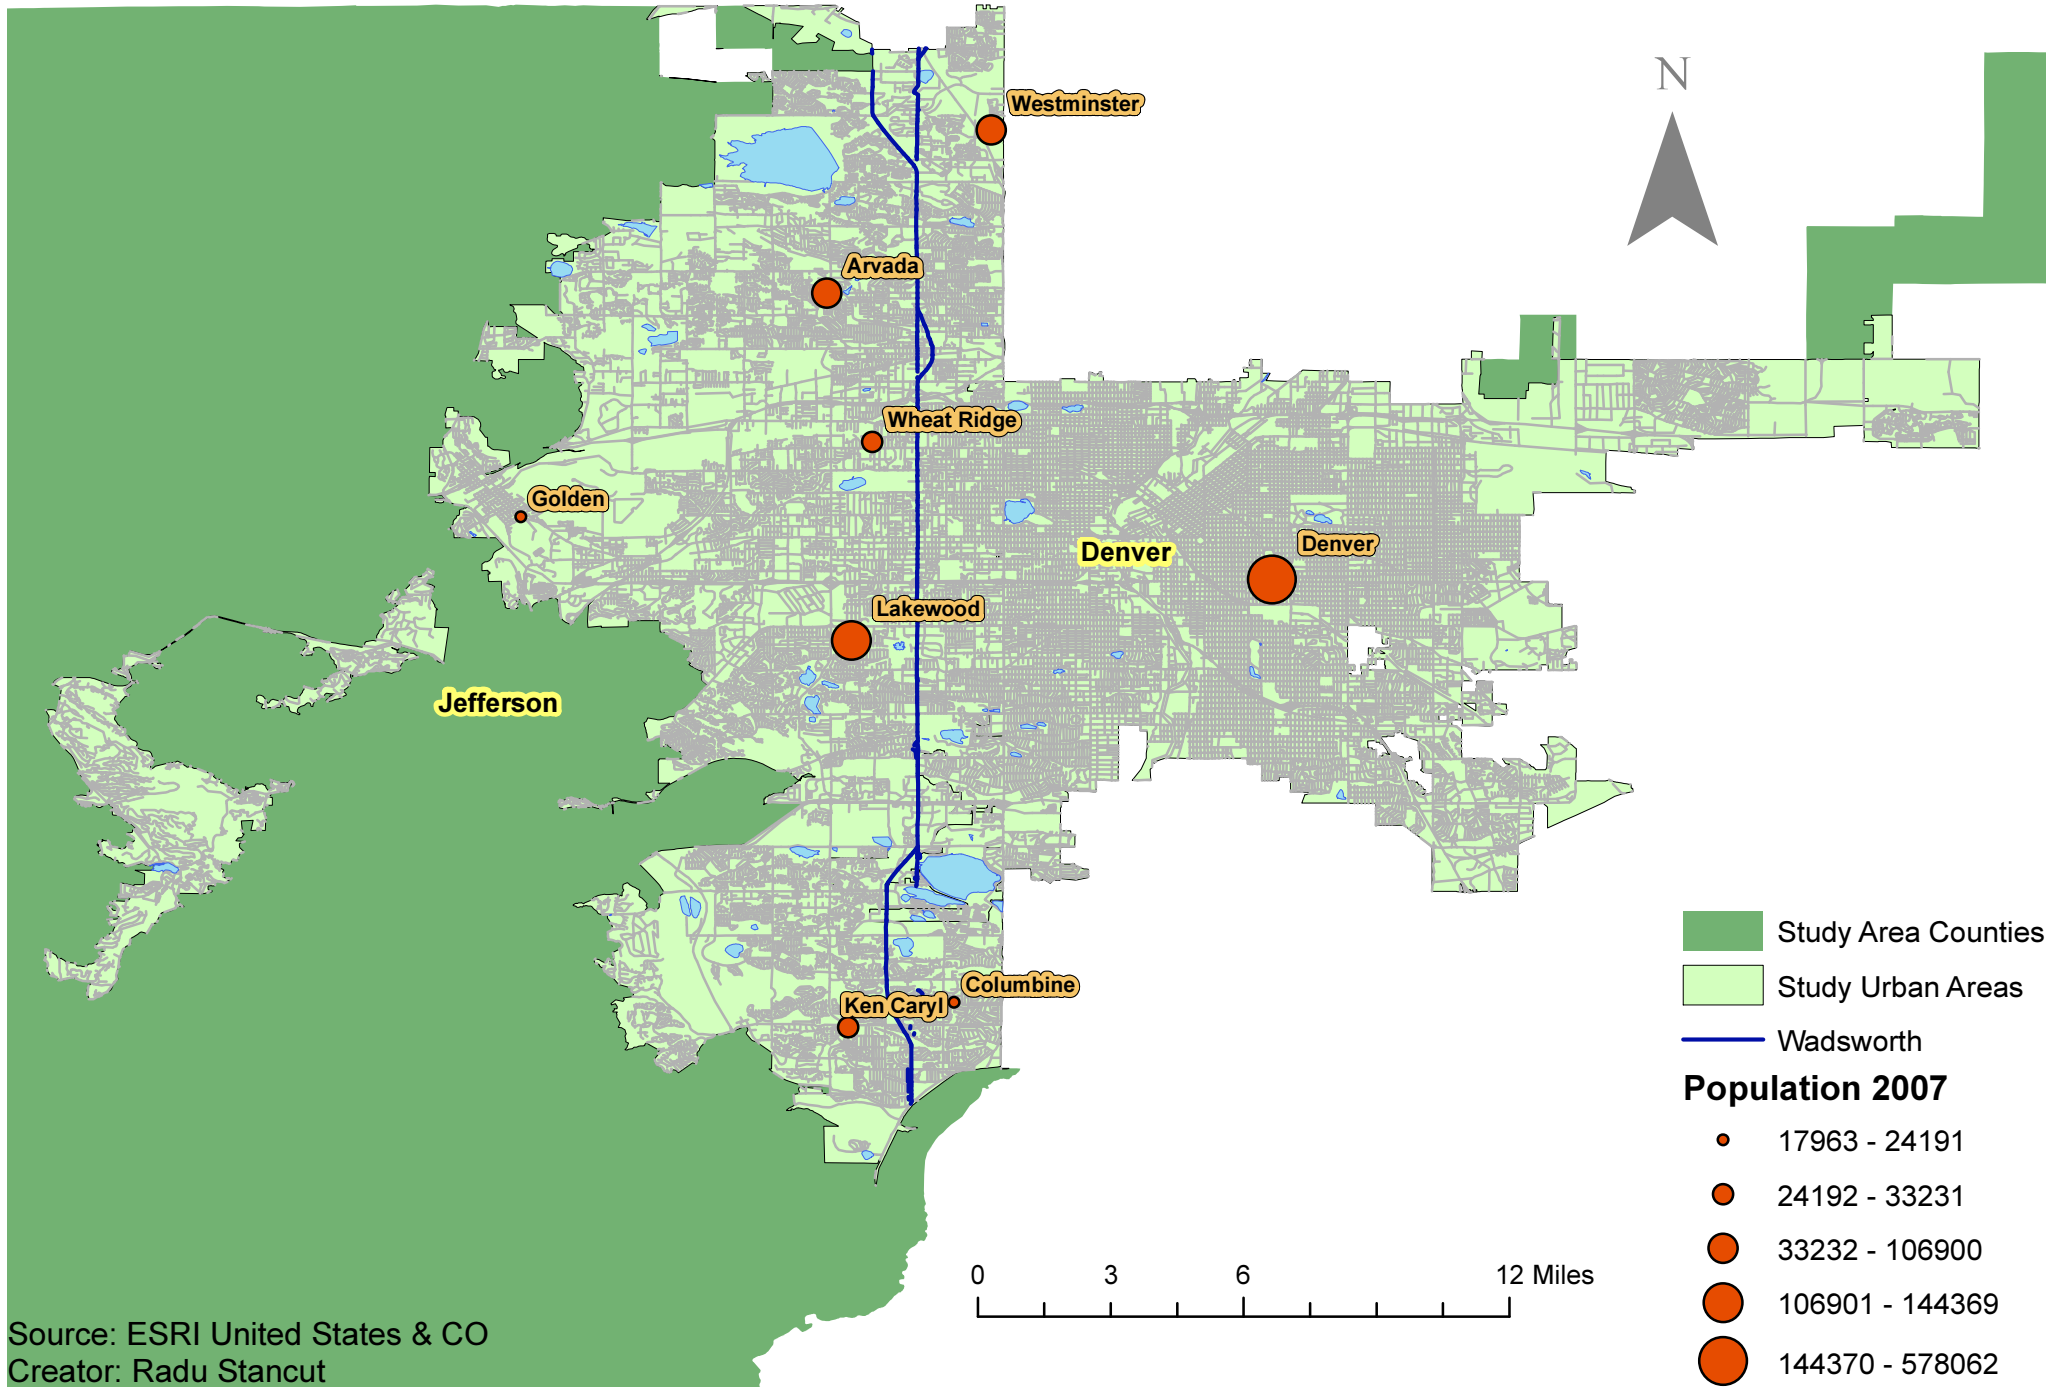 N
Westminster
Arvada
Wheat Ridge
Golden
Denver
Denver
Lakewood
Jefferson
Columbine
Ken Caryl
Study Area Counties
Study Urban Areas
Wadsworth
Population 2007
17963 - 24191
24192 - 33231
33232 - 106900
106901 - 144369
144370 - 578062
0 3 6 12 Miles
Source: ESRI United States & CO
Creator: Radu Stancut